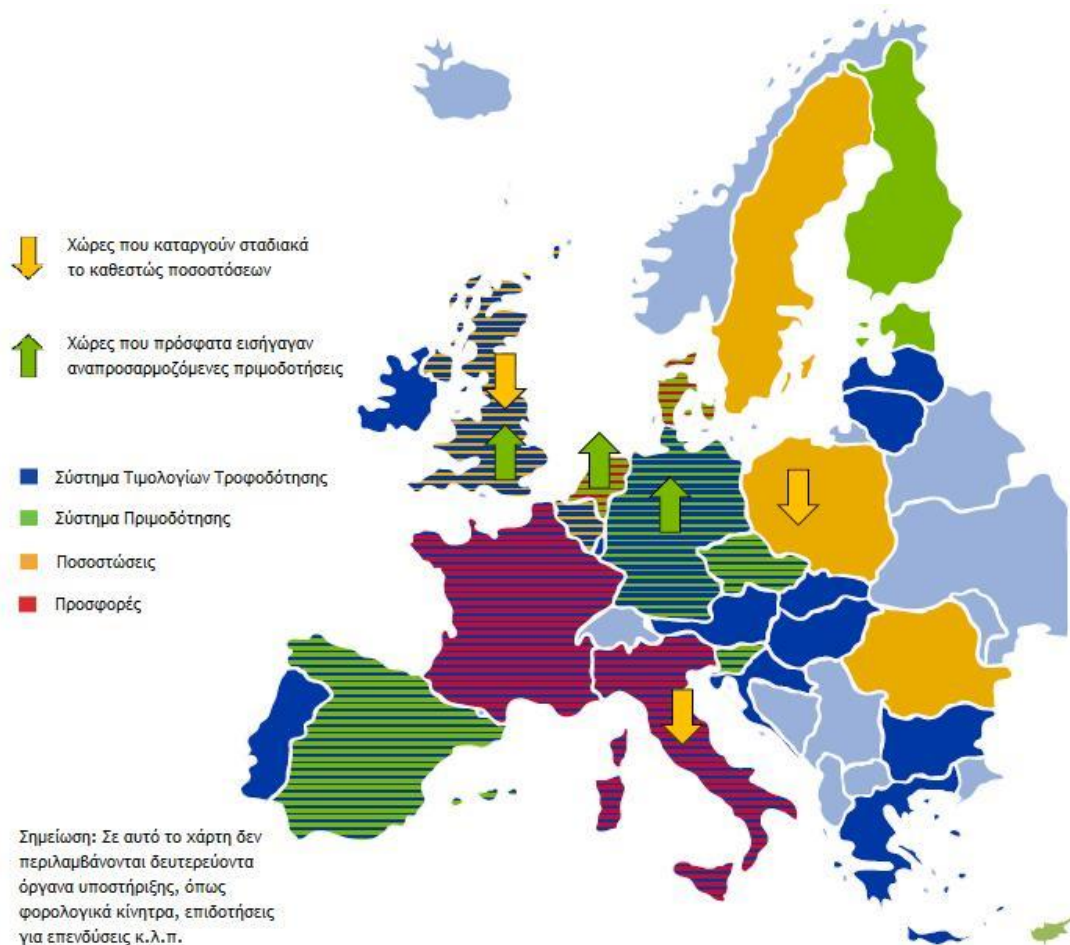 Χώρες που καταργούν σταδιακά
το καθεστώς ποσοστόσεων
Χώρες που πρόσφατα εισήγαγαν
αναπροσαρμοζόμενες πριμοδοτήσεις
Σύστημα Τιμολογίων Τροφοδότησης
Σύστημα Πριμοδότησης
Ποσοστώσεις
Προσφορές
Σημείωση: Σε αυτό το χάρτη δεν
περιλαμβάνονται δευτερεύοντα
όργανα υποστήριξης, όπως
φορολογικά κίνητρα, επιδοτήσεις
για επενδύσεις κ.λ.π.